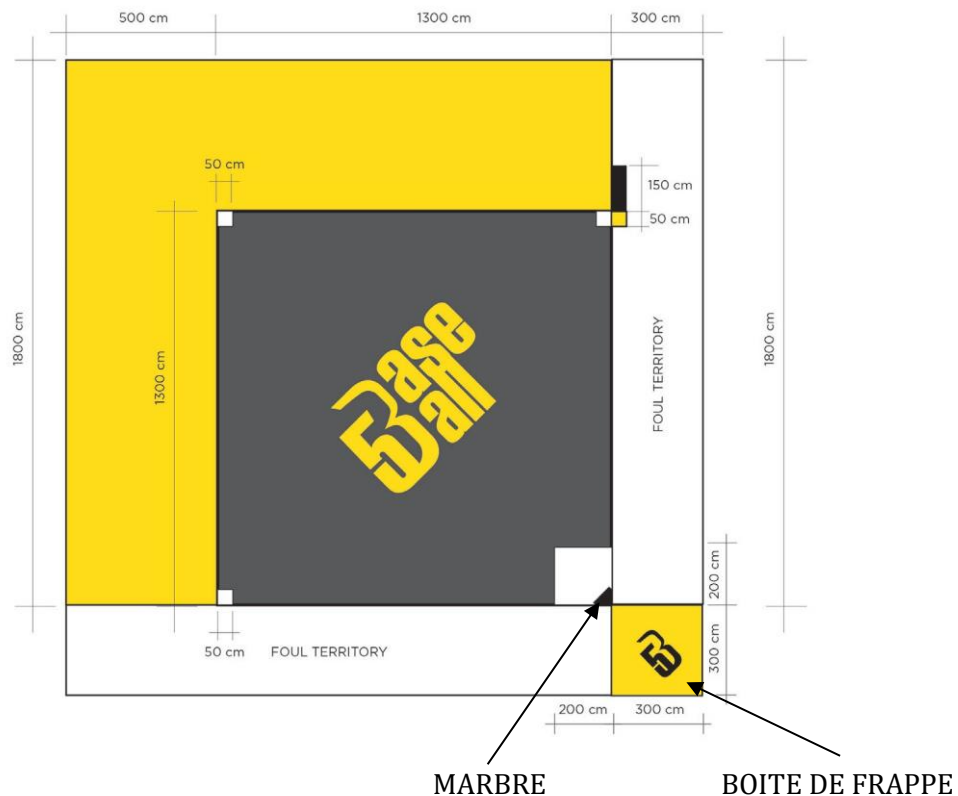 500 cm
1300 cm
300 cm
50 cm
150 cm
50 cm
1800 cm
1300 cm
Base
5 Ball
FOUL TERRITORY
1800 cm
200 cm
50 cm
FOUL TERRITORY
5B
300 cm
200 cm
300 cm
MARBRE
BOITE DE FRAPPE